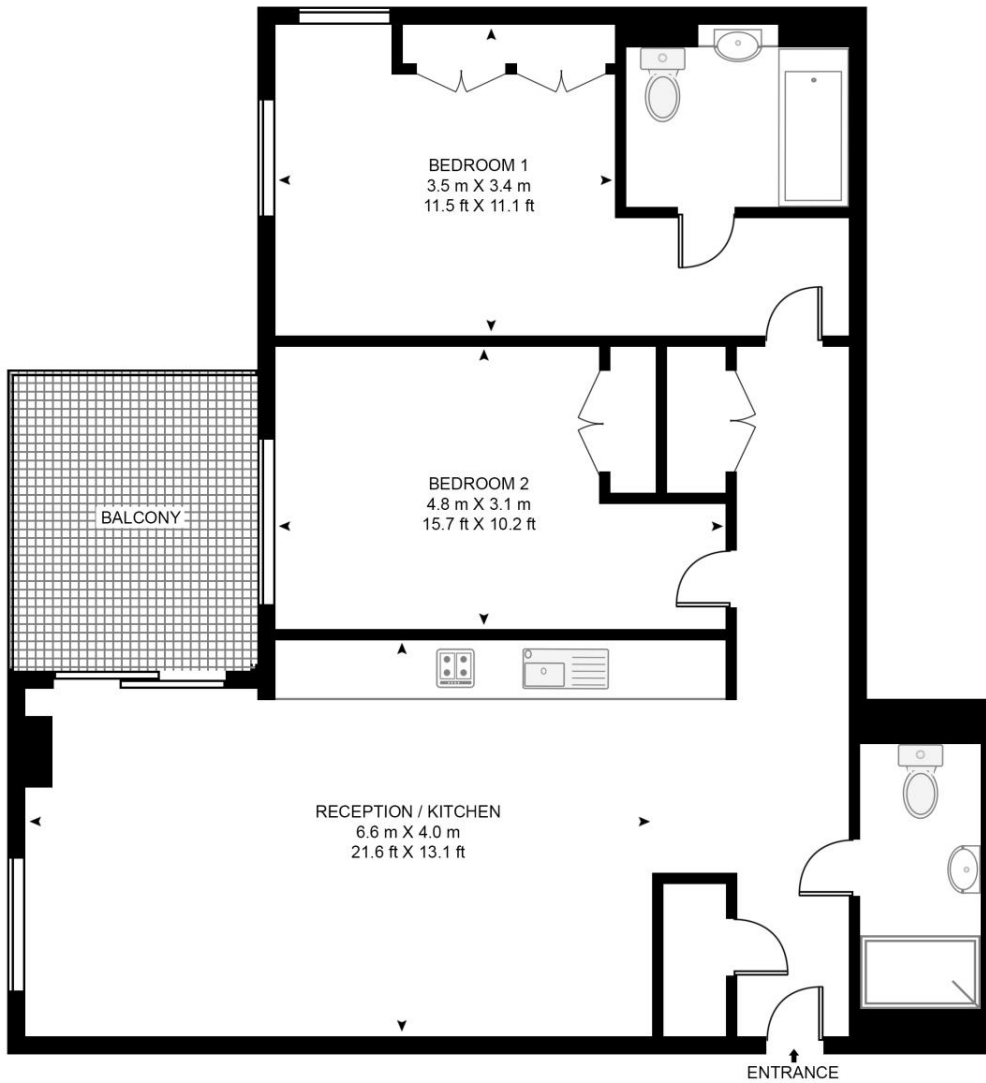 BEDROOM 1
3.5 m X 3.4 m
11.5 ft X 11.1 ft
BEDROOM 2
4.8 m X 3.1 m
15.7 ft X 10.2 ft
BALCONY
RECEPTION / KITCHEN
6.6 m X 4.0 m
21.6 ft X 13.1 ft
ENTRANCE